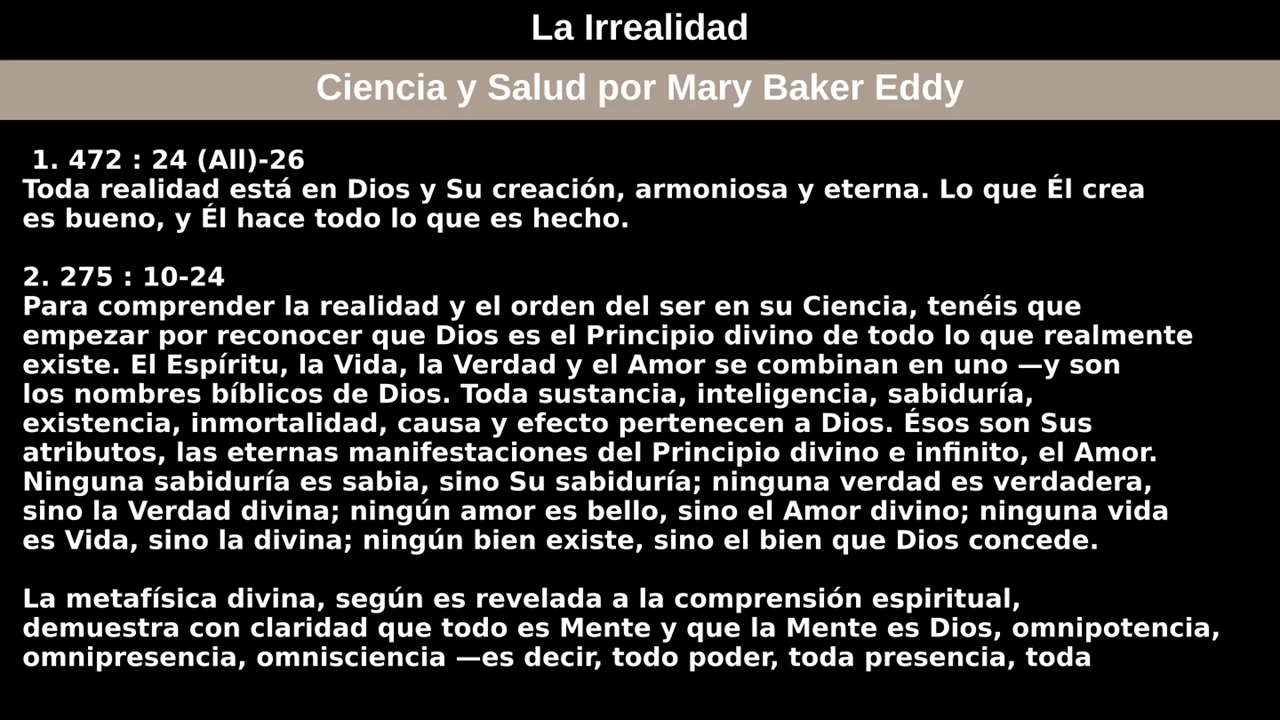 La Irrealidad
Ciencia y Salud por Mary Baker Eddy
1. 472 : 24 (All)-26
Toda realidad está en Dios y Su creación, armoniosa y eterna. Lo que Él crea
es bueno, y Él hace todo lo que es hecho.
2. 275 : 10-24
Para comprender la realidad y el orden del ser en su Ciencia, tenéis que
empezar por reconocer que Dios es el Principio divino de todo lo que realmente
existe. El Espíritu, la Vida, la Verdad y el Amor se combinan en uno —y son
los nombres bíblicos de Dios. Toda sustancia, inteligencia, sabiduría,
existencia, inmortalidad, causa y efecto pertenecen a Dios. Ésos son Sus
atributos, las eternas manifestaciones del Principio divino e infinito, el Amor.
Ninguna sabiduría es sabia, sino Su sabiduría; ninguna verdad es verdadera,
sino la Verdad divina; ningún amor es bello, sino el Amor divino; ninguna vida
es Vida, sino la divina; ningún bien existe, sino el bien que Dios concede.
La metafísica divina, según es revelada a la comprensión espiritual,
demuestra con claridad que todo es Mente y que la Mente es Dios, omnipotencia,
omnipresencia, omnisciencia —es decir, todo poder, toda presencia, toda